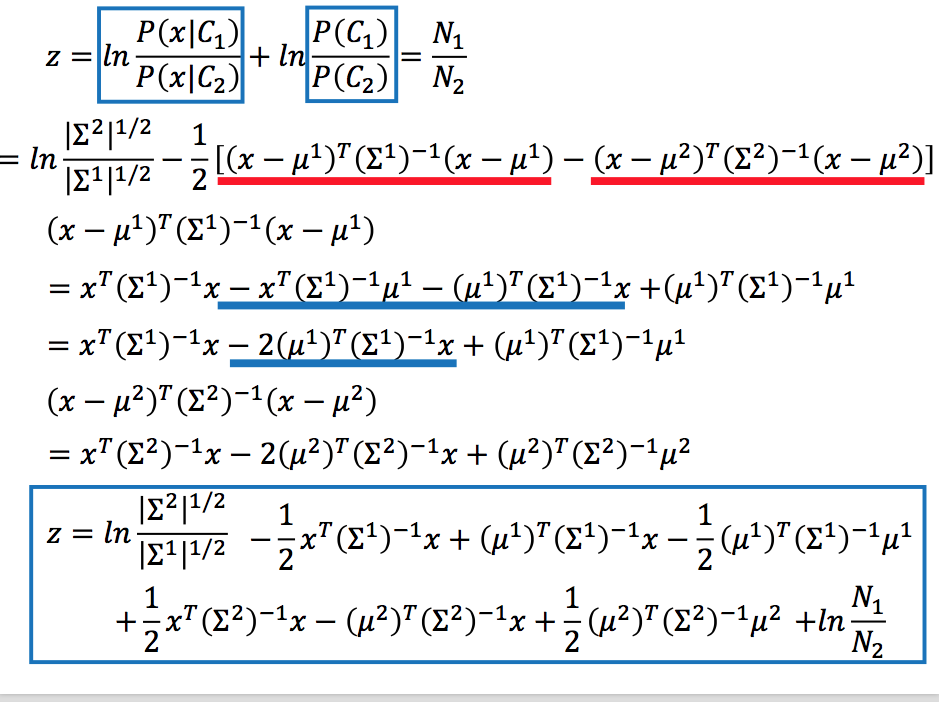 z = ln P(x|C₁)/P(x|C₂) + ln P(C₁)/P(C₂) = N₁/N₂
= ln |Σ²|^1/2/|Σ¹|^1/2 − 1/2 [(x − μ¹)ᵀ(Σ¹)⁻¹(x − μ¹) − (x − μ²)ᵀ(Σ²)⁻¹(x − μ²)]
(x − μ¹)ᵀ(Σ¹)⁻¹(x − μ¹)
= xᵀ(Σ¹)⁻¹x − xᵀ(Σ¹)⁻¹μ¹ − (μ¹)ᵀ(Σ¹)⁻¹x +(μ¹)ᵀ(Σ¹)⁻¹μ¹
= xᵀ(Σ¹)⁻¹x − 2(μ¹)ᵀ(Σ¹)⁻¹x + (μ¹)ᵀ(Σ¹)⁻¹μ¹
(x − μ²)ᵀ(Σ²)⁻¹(x − μ²)
= xᵀ(Σ²)⁻¹x − 2(μ²)ᵀ(Σ²)⁻¹x + (μ²)ᵀ(Σ²)⁻¹μ²
z = ln |Σ²|^1/2/|Σ¹|^1/2 − 1/2 xᵀ(Σ¹)⁻¹x + (μ¹)ᵀ(Σ¹)⁻¹x − 1/2 (μ¹)ᵀ(Σ¹)⁻¹μ¹
+ 1/2 xᵀ(Σ²)⁻¹x − (μ²)ᵀ(Σ²)⁻¹x + 1/2 (μ²)ᵀ(Σ²)⁻¹μ² +ln N₁/N₂